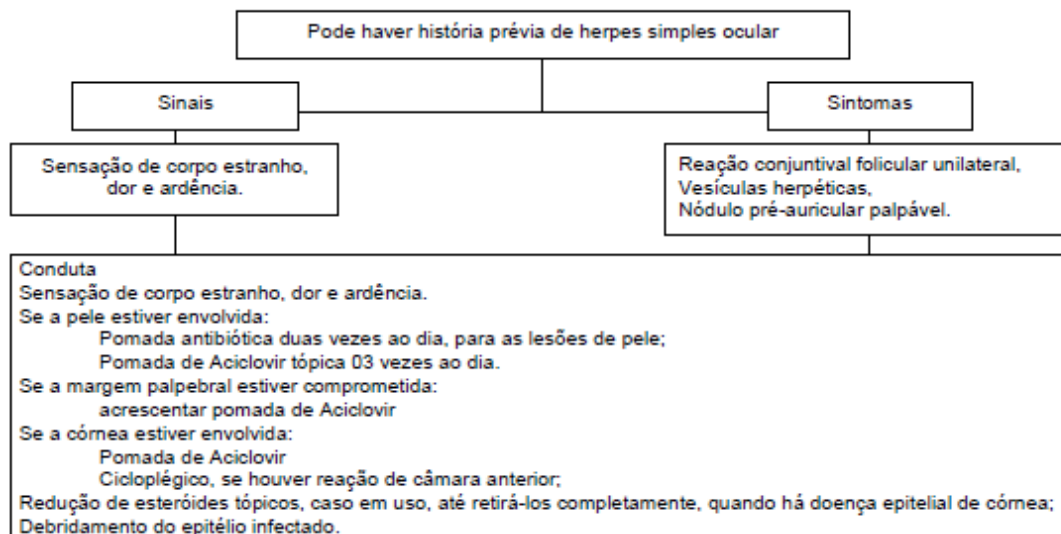 Pode haver história prévia de herpes simples ocular
Sinais
Sintomas
Sensação de corpo estranho,
dor e ardência.
Reação conjuntival folicular unilateral,
Vesículas herpéticas,
Nódulo pré-auricular palpável.
Conduta
Sensação de corpo estranho, dor e ardência.
Se a pele estiver envolvida:
Pomada antibiótica duas vezes ao dia, para as lesões de pele;
Pomada de Aciclovir tópica 03 vezes ao dia.
Se a margem palpebral estiver comprometida:
acrescentar pomada de Aciclovir
Se a córnea estiver envolvida:
Pomada de Aciclovir
Cicloplégico, se houver reação de câmara anterior;
Redução de esteróides tópicos, caso em uso, até retirá-los completamente, quando há doença epitelial de córnea;
Debridamento do epitélio infectado.